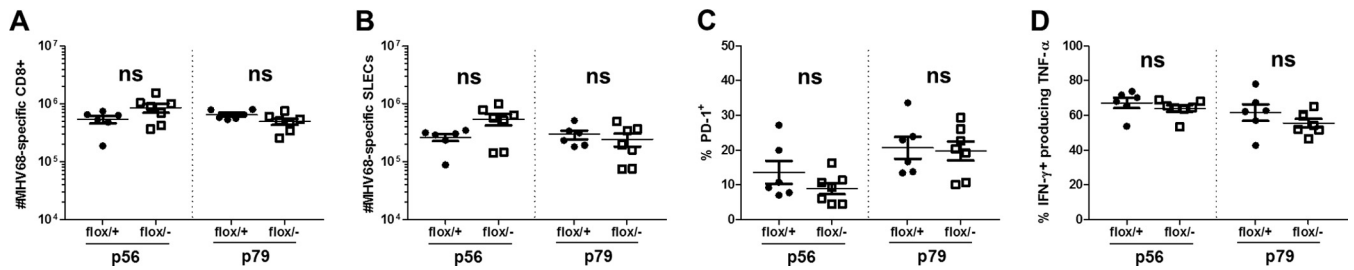 A
#MHV68-specific CD8+
10^7
10^6
10^5
10^4
ns
ns
flox/+ flox/- flox/+ flox/-
p56 p79
B
#MHV68-specific SLECs
10^7
10^6
10^5
10^4
ns
ns
flox/+ flox/- flox/+ flox/-
p56 p79
C
% PD-1+
50
40
30
20
10
0
ns
ns
flox/+ flox/- flox/+ flox/-
p56 p79
D
% IFN-γ+ producing TNF-α
100
80
60
40
20
0
ns
ns
flox/+ flox/- flox/+ flox/-
p56 p79